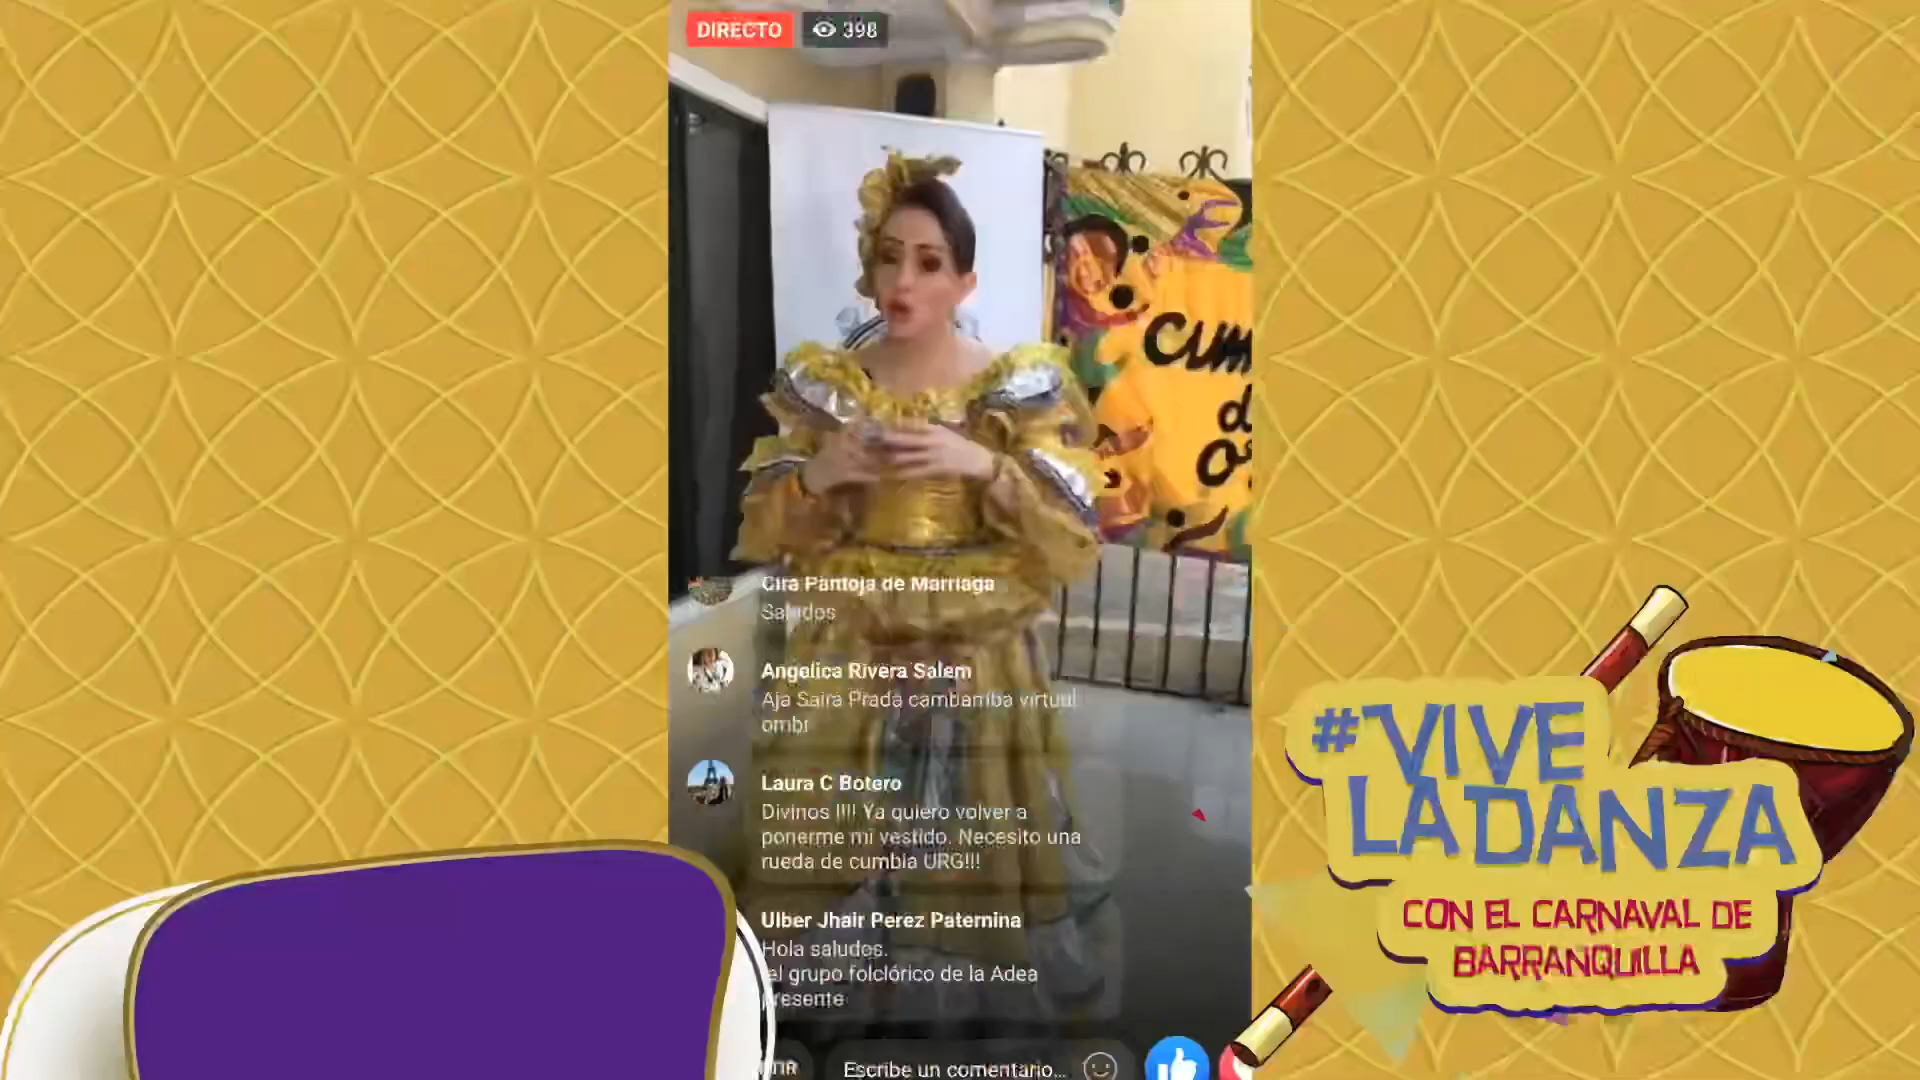 DIRECTO
398
CUM
d
Cira Pantoja de Marriaga
Saludos
Angelica Rivera Salem
Aja Saira Prada cambamba virtual
ombi
Laura C Botero
Divinos !!!! Ya quiero volver a
ponerme mi vestido. Necesito una
rueda de cumbia URG!!!
Ulber Jhair Perez Paternina
Hola saludos.
el grupo folclórico de la Adea
presente
Escribe un comentario...
#VIVE
LA DANZA
CON EL CARNAVAL DE
BARRANQUILLA